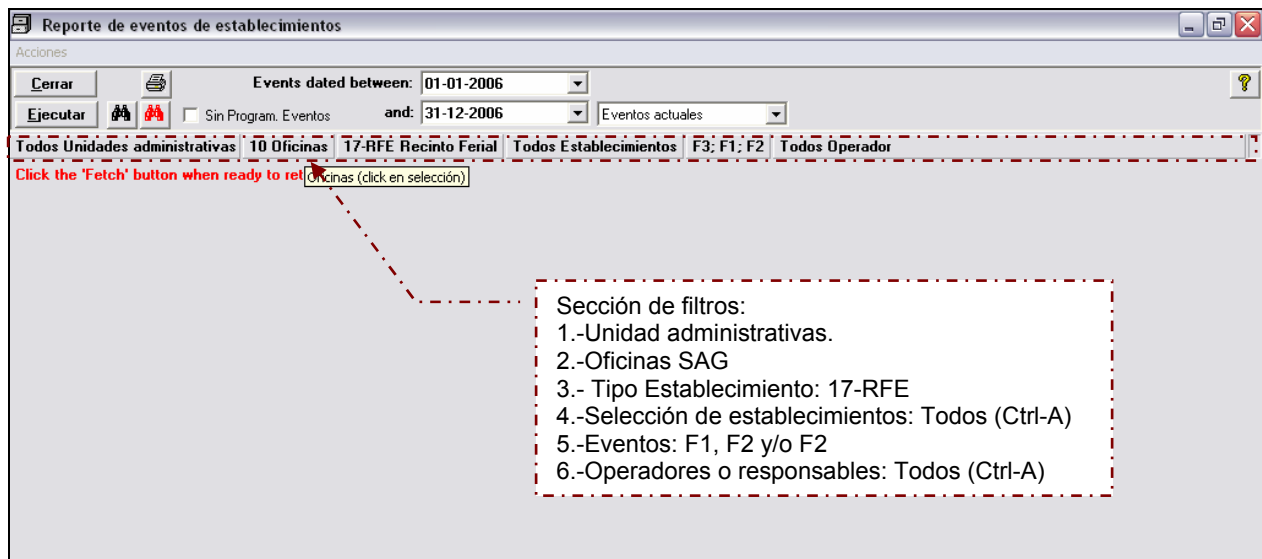 Reporte de eventos de establecimientos
Acciones
Cerrar Events dated between: 01-01-2006
Ejecutar Sin Program. Eventos and: 31-12-2006 Eventos actuales
Todos Unidades administrativas 10 Oficinas 17-RFE Recinto Ferial Todos Establecimientos F3; F1; F2 Todos Operador
Click the 'Fetch' button when ready to ret
Oficinas (click en selección)
Sección de filtros:
1.-Unidad administrativas.
2.-Oficinas SAG
3.- Tipo Establecimiento: 17-RFE
4.-Selección de establecimientos: Todos (Ctrl-A)
5.-Eventos: F1, F2 y/o F2
6.-Operadores o responsables: Todos (Ctrl-A)